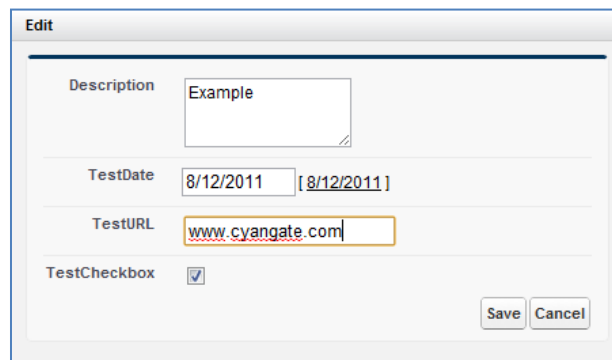 Edit
Description
Example
TestDate
8/12/2011 [ 8/12/2011 ]
TestURL
www.cyangate.com
TestCheckbox
Save Cancel